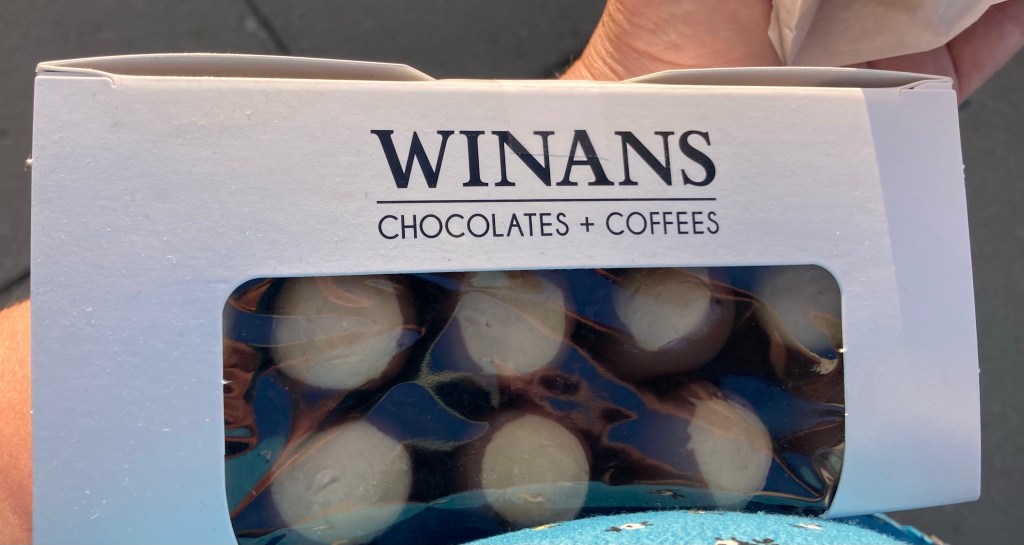 WINANS
CHOCOLATES + COFFEES